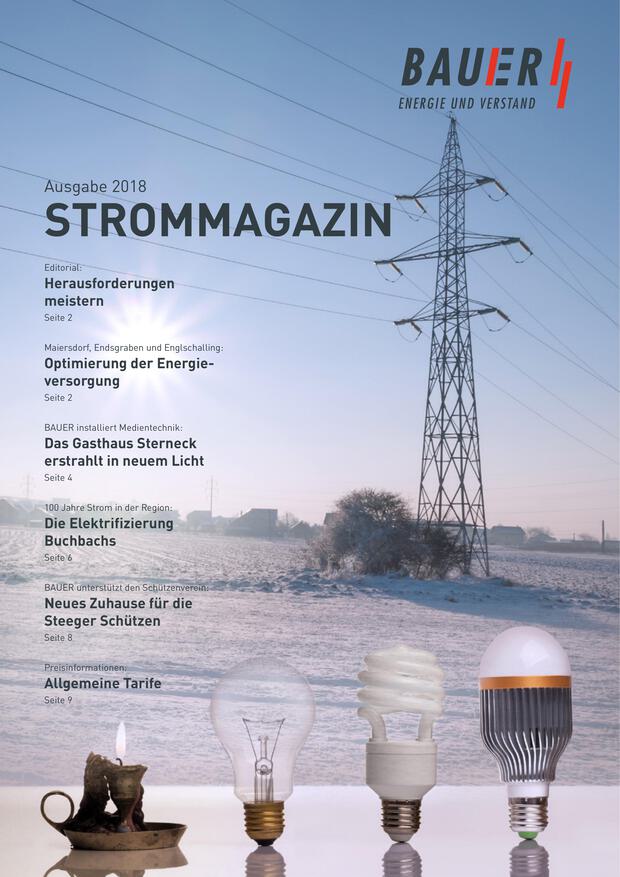 BAUER
ENERGIE UND VERSTAND
Ausgabe 2018
STROMMAGAZIN
Editorial:
Herausforderungen
meistern
Seite 2
Maiersdorf, Endsgraben und Englschalling:
Optimierung der Energie-
versorgung
Seite 2
BAUER installiert Medientechnik:
Das Gasthaus Sterneck
erstrahlt in neuem Licht
Seite 4
100 Jahre Strom in der Region:
Die Elektrifizierung
Buchbachs
Seite 6
BAUER unterstützt den Schützenverein:
Neues Zuhause für die
Steeger Schützen
Seite 8
Preisinformationen:
Allgemeine Tarife
Seite 9